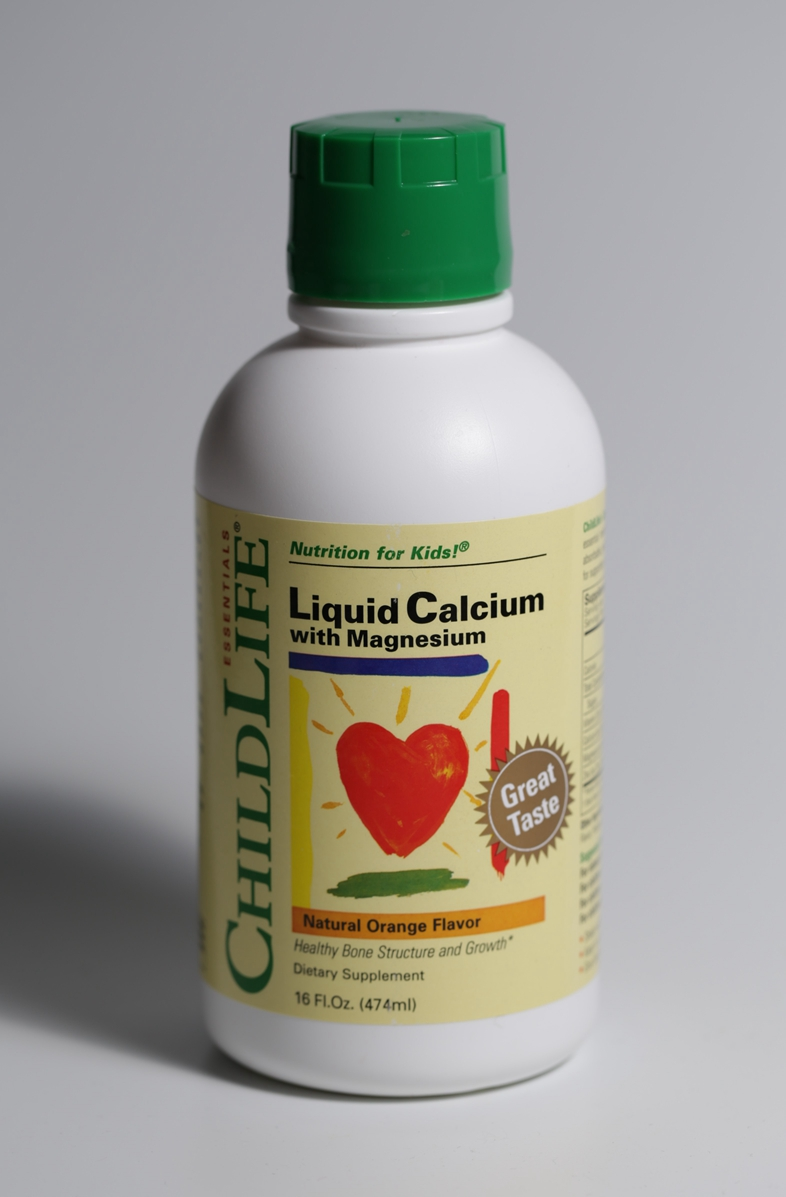 ESSENTIALS®
CHILDLIFE
Nutrition for Kids!®
Liquid Calcium
with Magnesium
Great
Taste
Natural Orange Flavor
Healthy Bone Structure and Growth*
Dietary Supplement
16 Fl.Oz. (474ml)